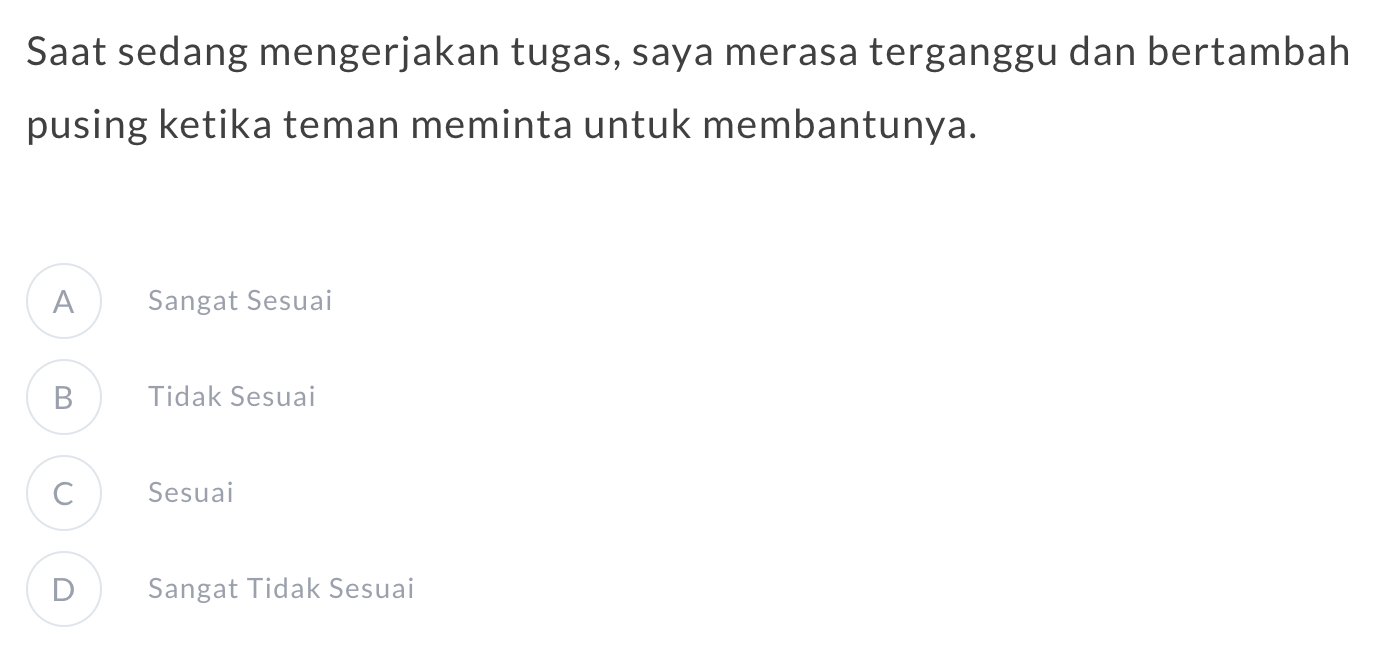 Saat sedang mengerjakan tugas, saya merasa terganggu dan bertambah
pusing ketika teman meminta untuk membantunya.
A Sangat Sesuai
B Tidak Sesuai
C Sesuai
D Sangat Tidak Sesuai